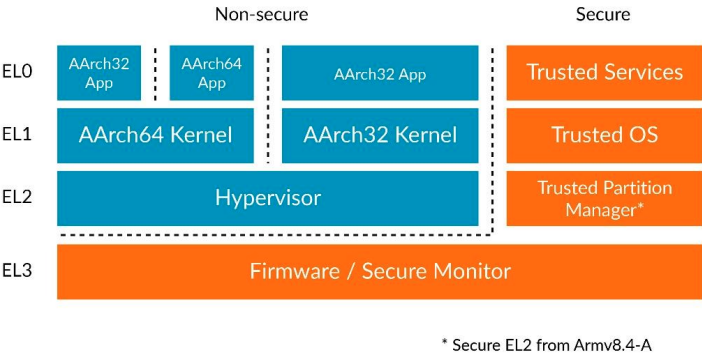 Non-secure Secure
EL0 AArch32 App AArch64 App AArch32 App Trusted Services
EL1 AArch64 Kernel AArch32 Kernel Trusted OS
EL2 Hypervisor Trusted Partition Manager*
EL3 Firmware / Secure Monitor
* Secure EL2 from Armv8.4-A